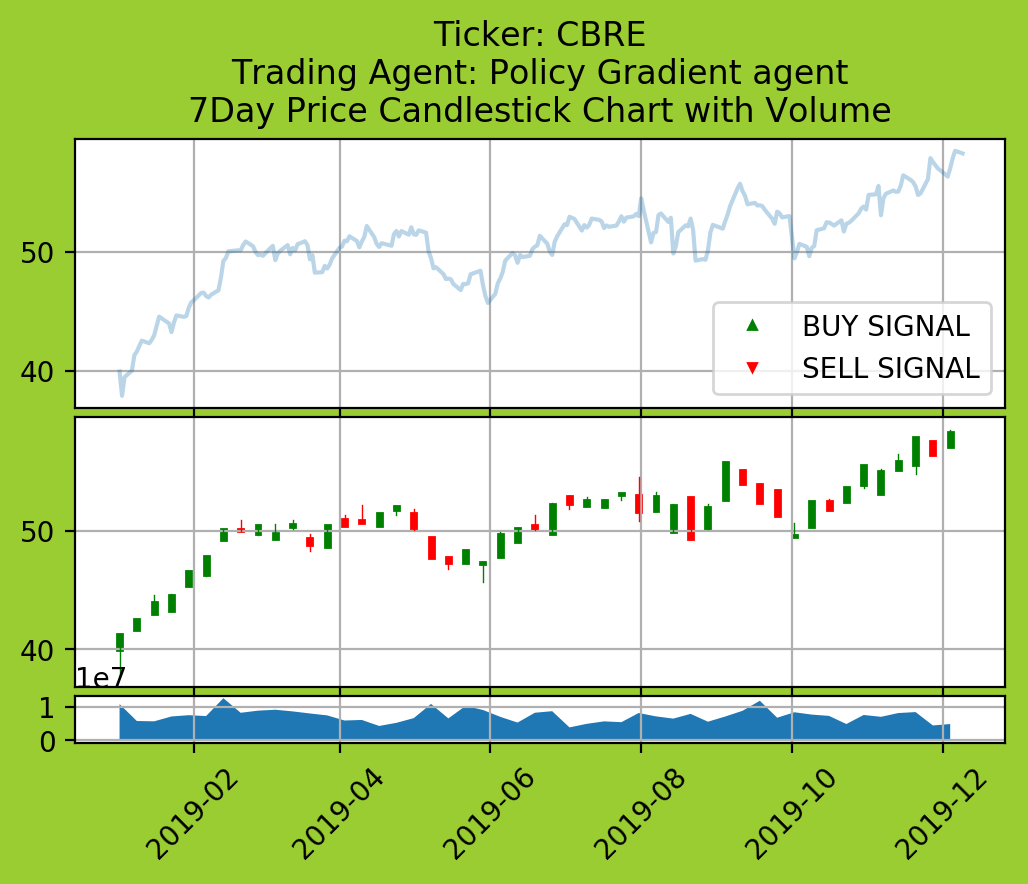 Ticker: CBRE
Trading Agent: Policy Gradient agent
7Day Price Candlestick Chart with Volume
50
40
BUY SIGNAL
SELL SIGNAL
50
40
1e7
1
0
2019-02
2019-04
2019-06
2019-08
2019-10
2019-12